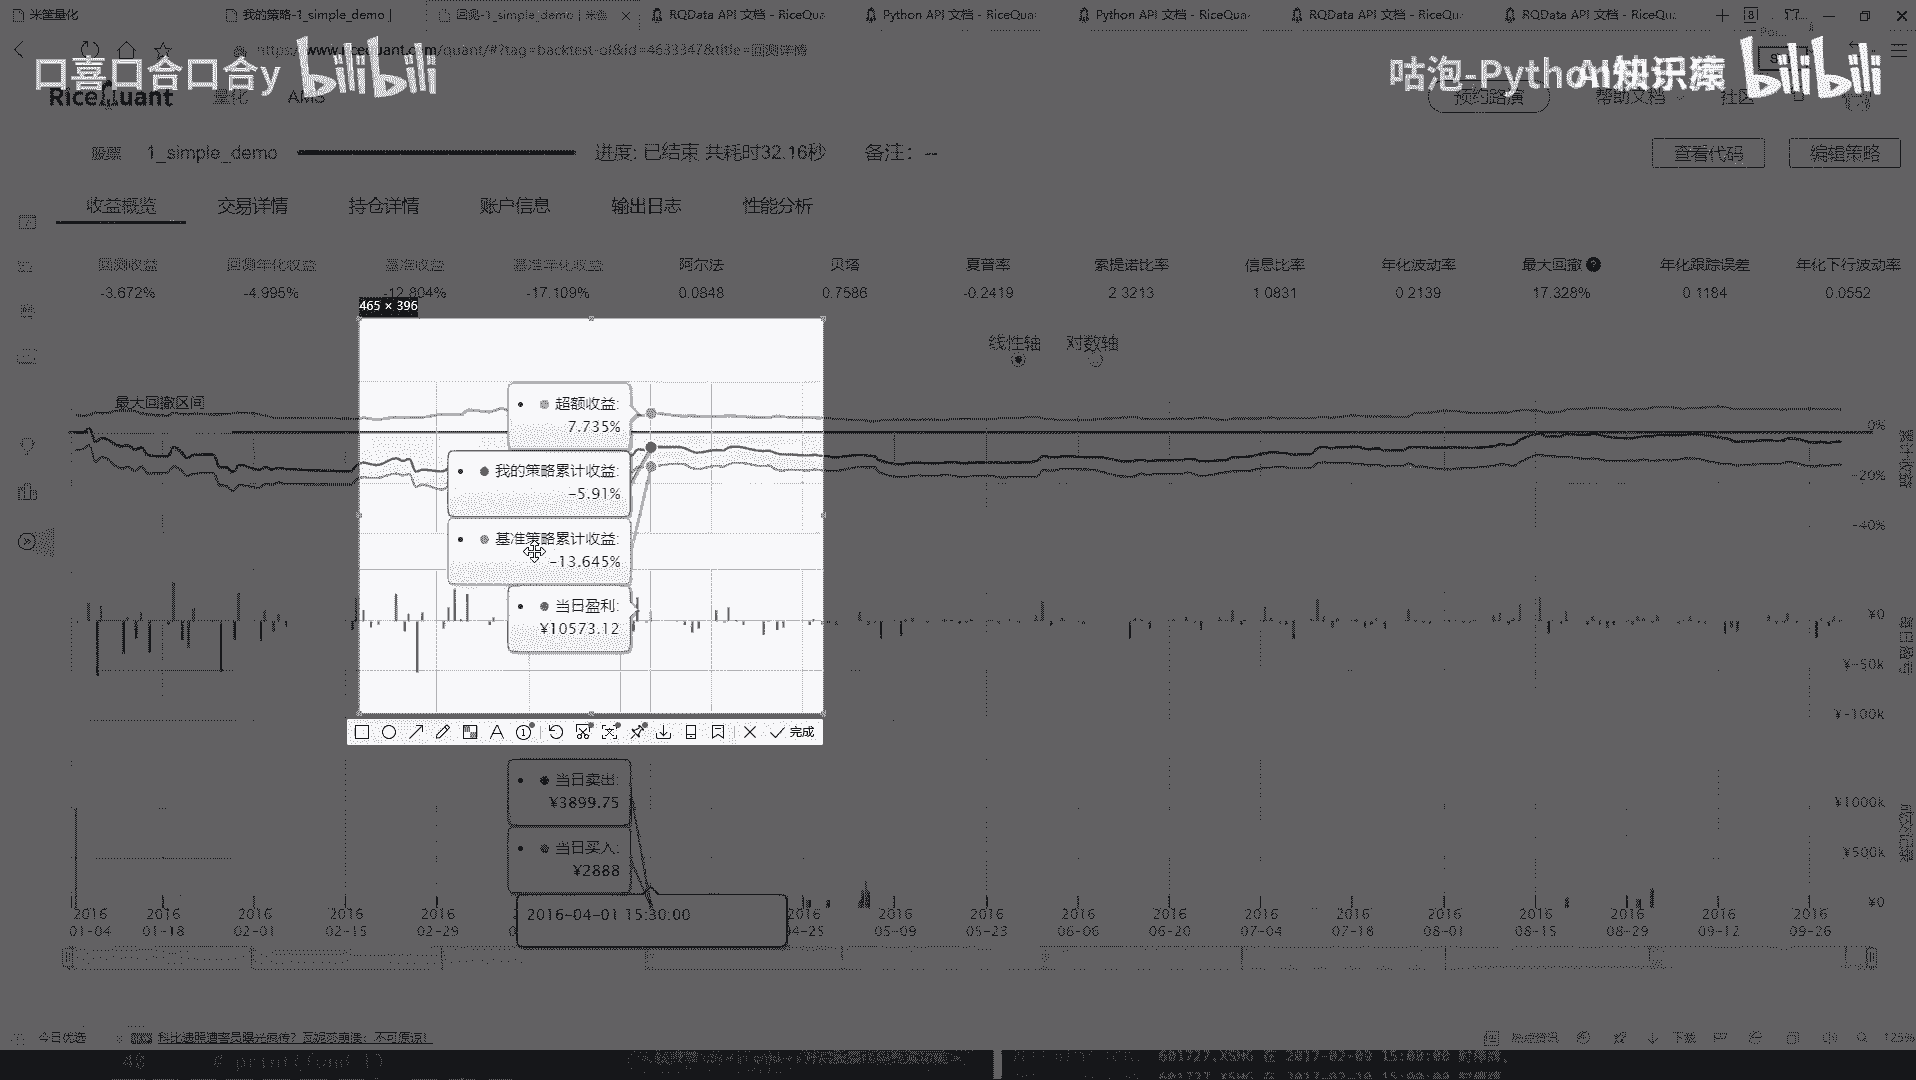 米筐量化
我的策略-1_simple_demo |
回测-1_simple_demo | 米筐
RQData API 文档 - RiceQua
Python API 文档 - RiceQua
Python API 文档 - RiceQua
RQData API 文档 - RiceQua
RQData API 文档 - RiceQua
https://www.ricequant.com/quant/#?tag=backtest-ol&id=4633347&title=回测详情
口喜口合口合y bilibili
咕泡-Python bilibili
RiceQuant
量化
AMS
预约路演
帮助文档
社区
股票
1_simple_demo
进度: 已结束 共耗时32.16秒
备注： --
查看代码
编辑策略
收益概览
交易详情
持仓详情
账户信息
输出日志
性能分析
回测收益
回测年化收益
基准收益
基准年化收益
阿尔法
贝塔
夏普率
索提诺比率
信息比率
年化波动率
最大回撤
年化跟踪误差
年化下行波动率
-3.672%
-4.995%
-12.804%
-17.109%
0.0848
0.7586
-0.2419
2.3213
1.0831
0.2139
17.328%
0.1184
0.0552
465 × 396
线性轴
对数轴
最大回撤区间
超额收益:
7.735%
我的策略累计收益:
-5.91%
基准策略累计收益:
-13.645%
当日盈利:
¥10573.12
0%
-20%
-40%
¥0
¥-50k
¥-100k
完成
当日卖出:
¥3899.75
当日买入:
¥2888
2016-04-01 15:30:00
¥1000k
¥500k
¥0
2016 2016 2016 2016 2016 2016 2016 2016 2016 2016 2016 2016 2016 2016 2016 2016 2016
01-04 01-18 02-01 02-15 02-29 4-25 05-09 05-23 06-06 06-20 07-04 07-18 08-01 08-15 08-29 09-12 09-26
今日优选
热点资讯
下载
125%
40 # print(fund_1)
601727.XSHG 在 2017-02-09 15:00:00